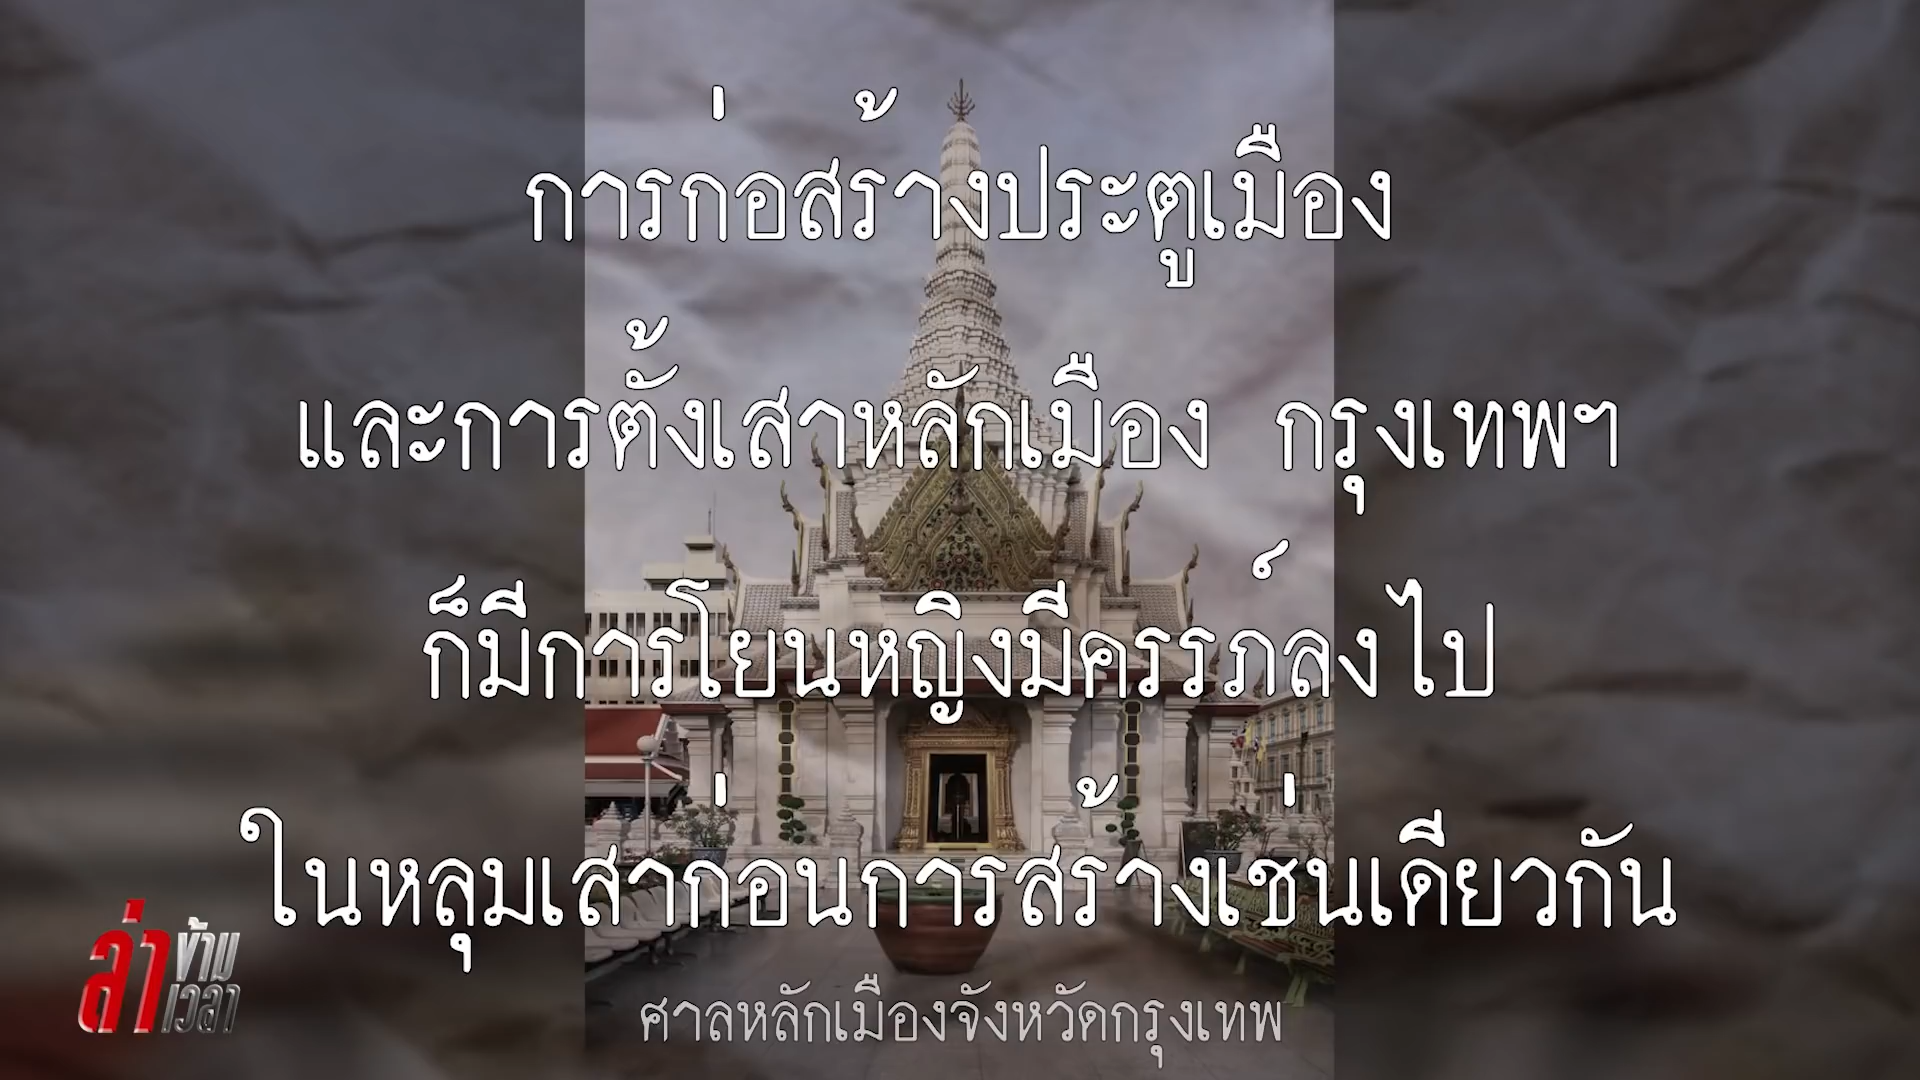 การก่อสร้างประตูเมือง
และการตั้งเสาหลักเมือง กรุงเทพฯ
ก็มีการโยนหญิงมีครรภ์ลงไป
ในหลุมเสาก่อนการสร้างเช่นเดียวกัน
ล่า
ข้าม
เวลา
ศาลหลักเมืองจังหวัดกรุงเทพ